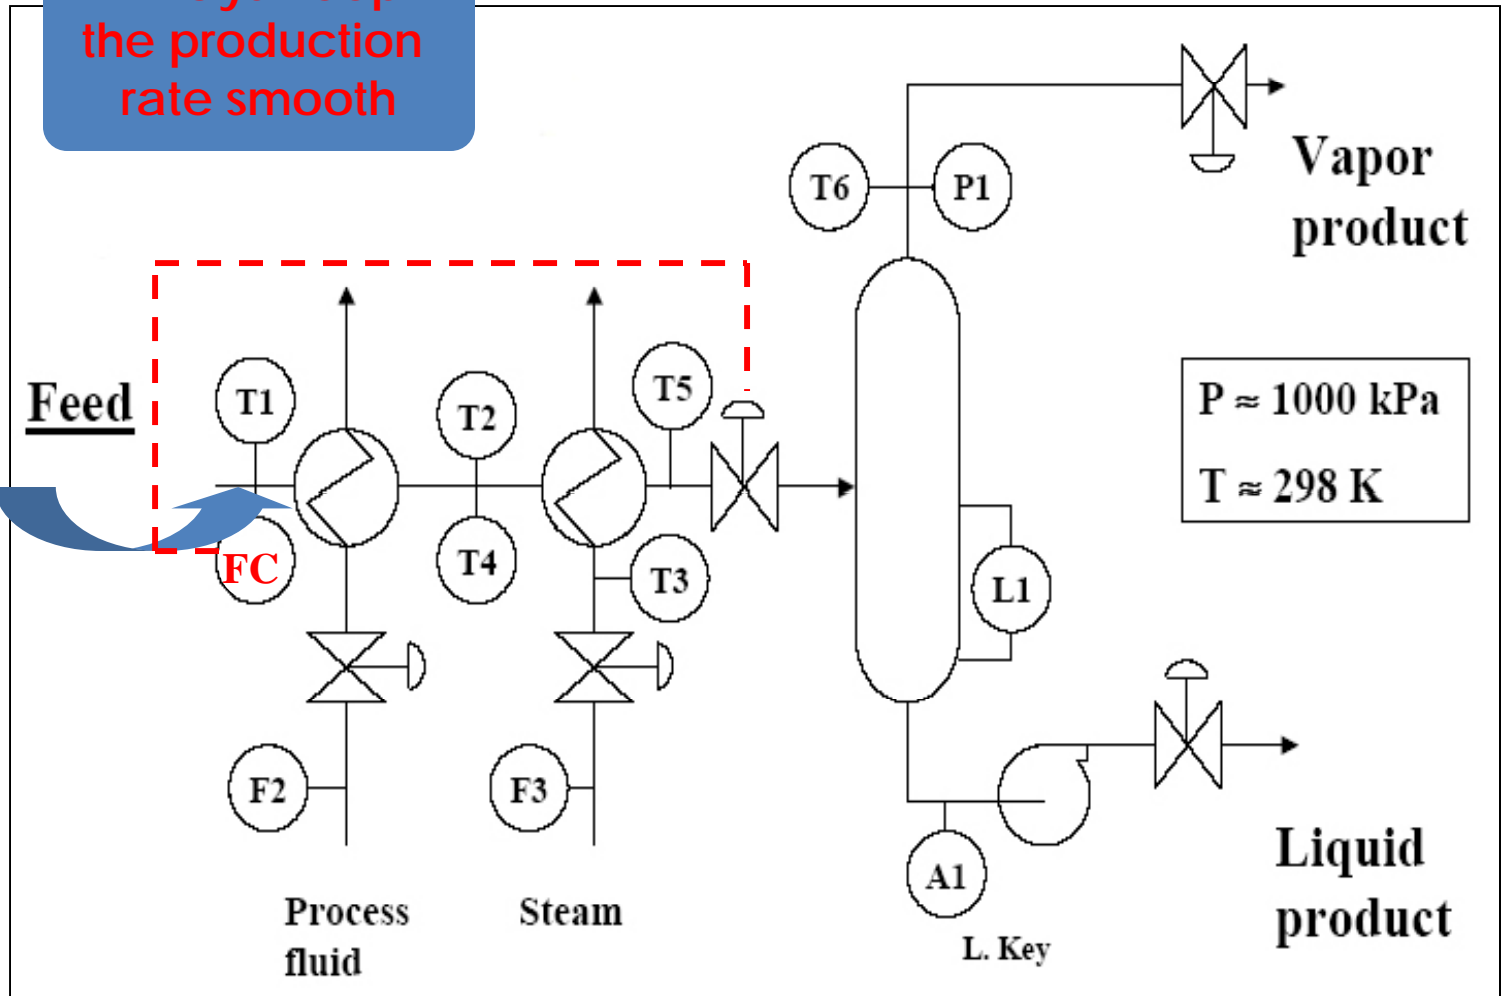 the production
rate smooth
Vapor
product
T6
P1
Feed
T1
T2
T5
P ≈ 1000 kPa
T ≈ 298 K
FC
T4
T3
L1
F2
F3
A1
Process
fluid
Steam
L. Key
Liquid
product